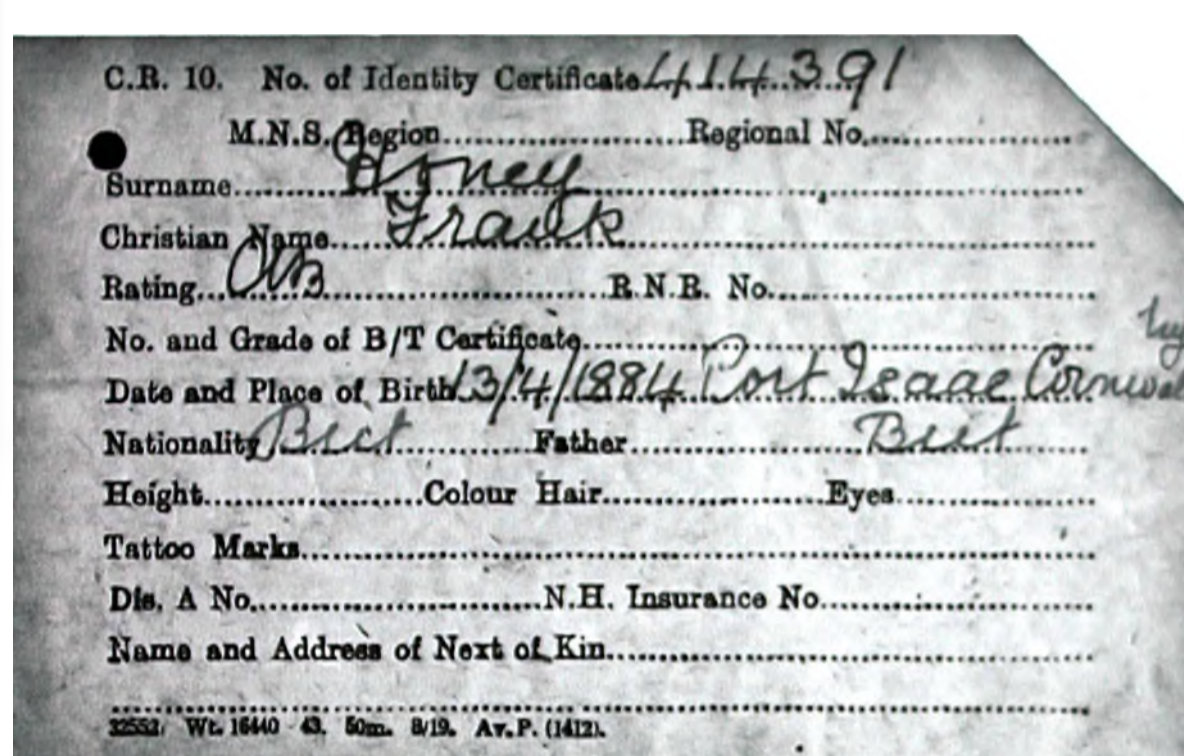 C.R. 10. No. of Identity Certificate 414391
M.N.S. Region....................Regional No.....................
Surname..........Honey..........
Christian Name.....Frank..........
Rating...AB..........R.N.R. No.....................
No. and Grade of B/T Certificate.....................
Date and Place of Birth 13/4/1884 Port Isaac Cornwal
Nationality Brit..........Father..........Brit.....
Height....................Colour Hair....................Eyes....................
Tattoo Marks.....................
Dis. A No.....................N.H. Insurance No.....................
Name and Address of Next of Kin.....................
32553. Wt. 16440 - 43. 50m. 8/19. Av. P. (1412).